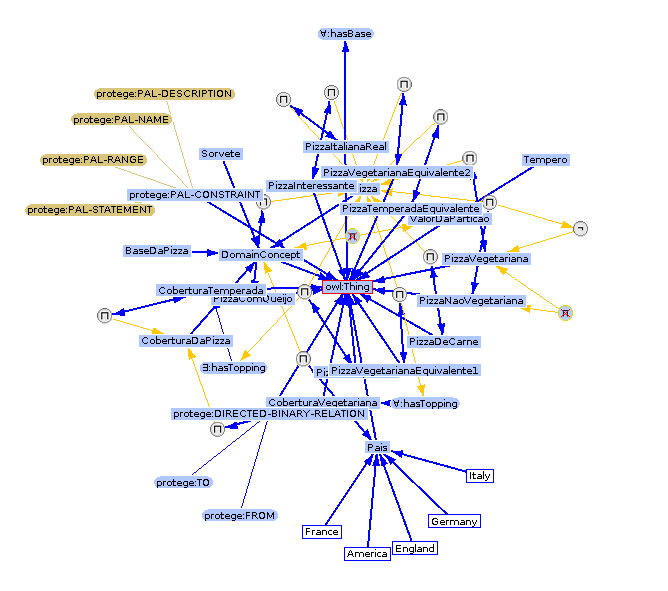 ∀:hasBase
protege:PAL-DESCRIPTION
protege:PAL-NAME
PizzaItalianaReal
Sorvete
protege:PAL-RANGE
Tempero
PizzaVegetarianaEquivalente2
PizzaInteressante
izza
protege:PAL-CONSTRAINT
protege:PAL-STATEMENT
PizzaTemperadaEquivalente
ValorDaParticao
BaseDaPizza
DomainConcept
PizzaVegetariana
owl:Thing
CoberturaTemperada
PizzaComQueijo
PizzaNaoVegetariana
CoberturaDaPizza
PizzaDeCarne
∃:hasTopping
PizzaVegetarianaEquivalente1
CoberturaVegetariana
∀:hasTopping
protege:DIRECTED-BINARY-RELATION
Pais
Italy
protege:TO
protege:FROM
Germany
France
England
America